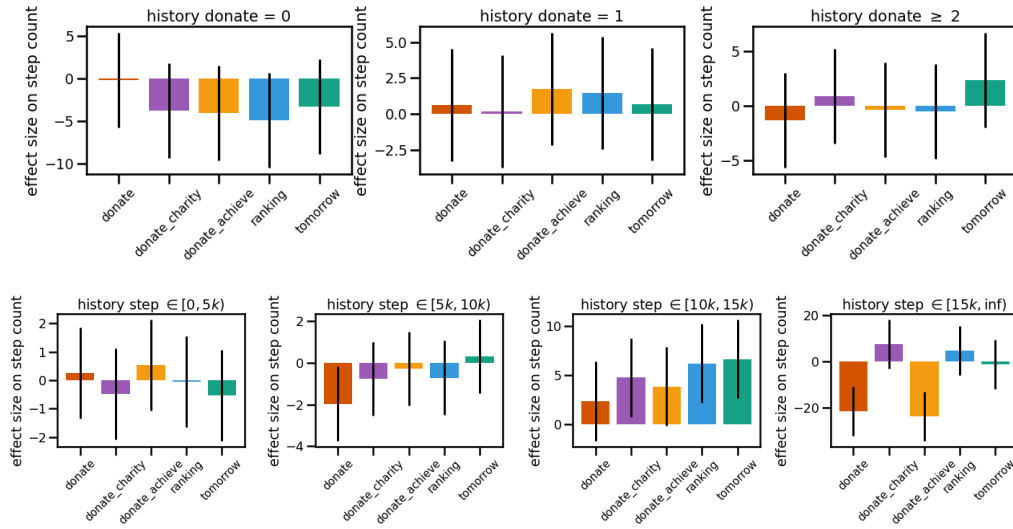 history donate = 0
effect size on step count
5
0
−5
−10
donate
donate_charity
donate_achieve
ranking
tomorrow
history donate = 1
effect size on step count
5.0
2.5
0.0
−2.5
donate
donate_charity
donate_achieve
ranking
tomorrow
history donate ≥ 2
effect size on step count
5
0
−5
donate
donate_charity
donate_achieve
ranking
tomorrow
history step ∈ [0, 5k)
effect size on step count
2
1
0
−1
−2
donate
donate_charity
donate_achieve
ranking
tomorrow
history step ∈ [5k, 10k)
effect size on step count
2
0
−2
−4
donate
donate_charity
donate_achieve
ranking
tomorrow
history step ∈ [10k, 15k)
effect size on step count
10
5
0
donate
donate_charity
donate_achieve
ranking
tomorrow
history step ∈ [15k, inf)
effect size on step count
20
0
−20
donate
donate_charity
donate_achieve
ranking
tomorrow